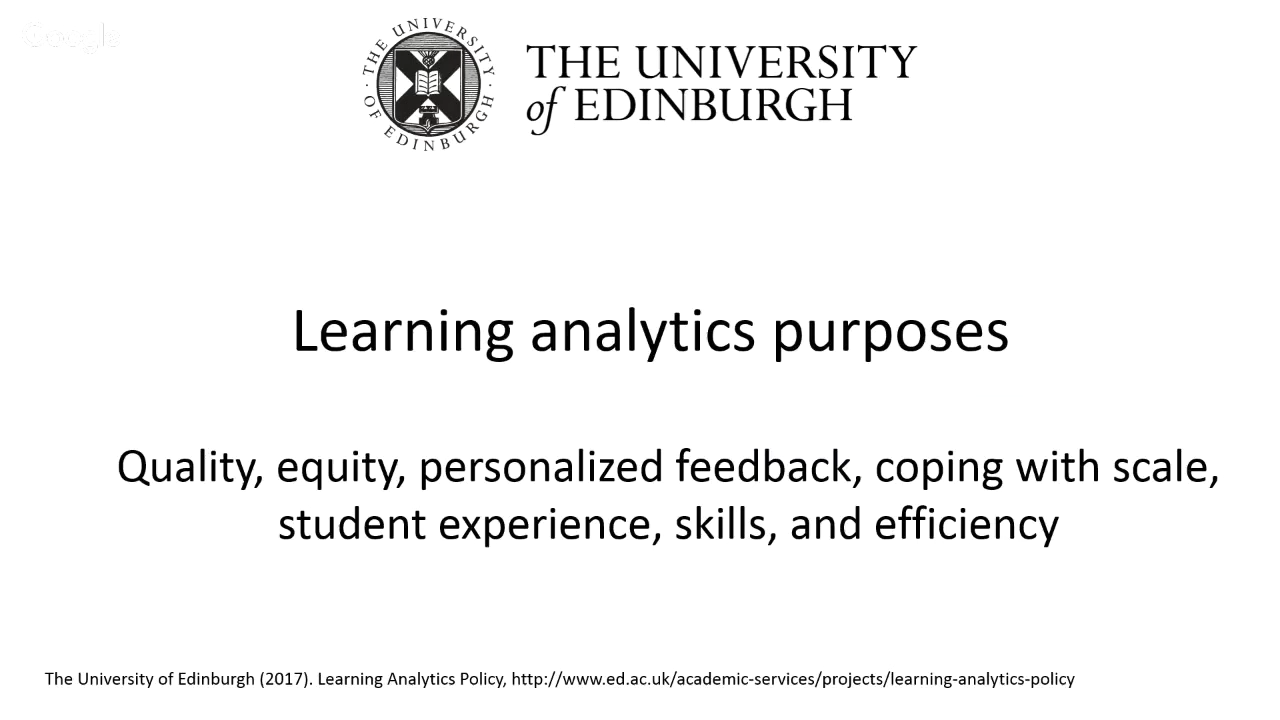 Google
THE UNIVERSITY OF EDINBURGH
THE UNIVERSITY
of EDINBURGH
Learning analytics purposes
Quality, equity, personalized feedback, coping with scale,
student experience, skills, and efficiency
The University of Edinburgh (2017). Learning Analytics Policy, http://www.ed.ac.uk/academic-services/projects/learning-analytics-policy